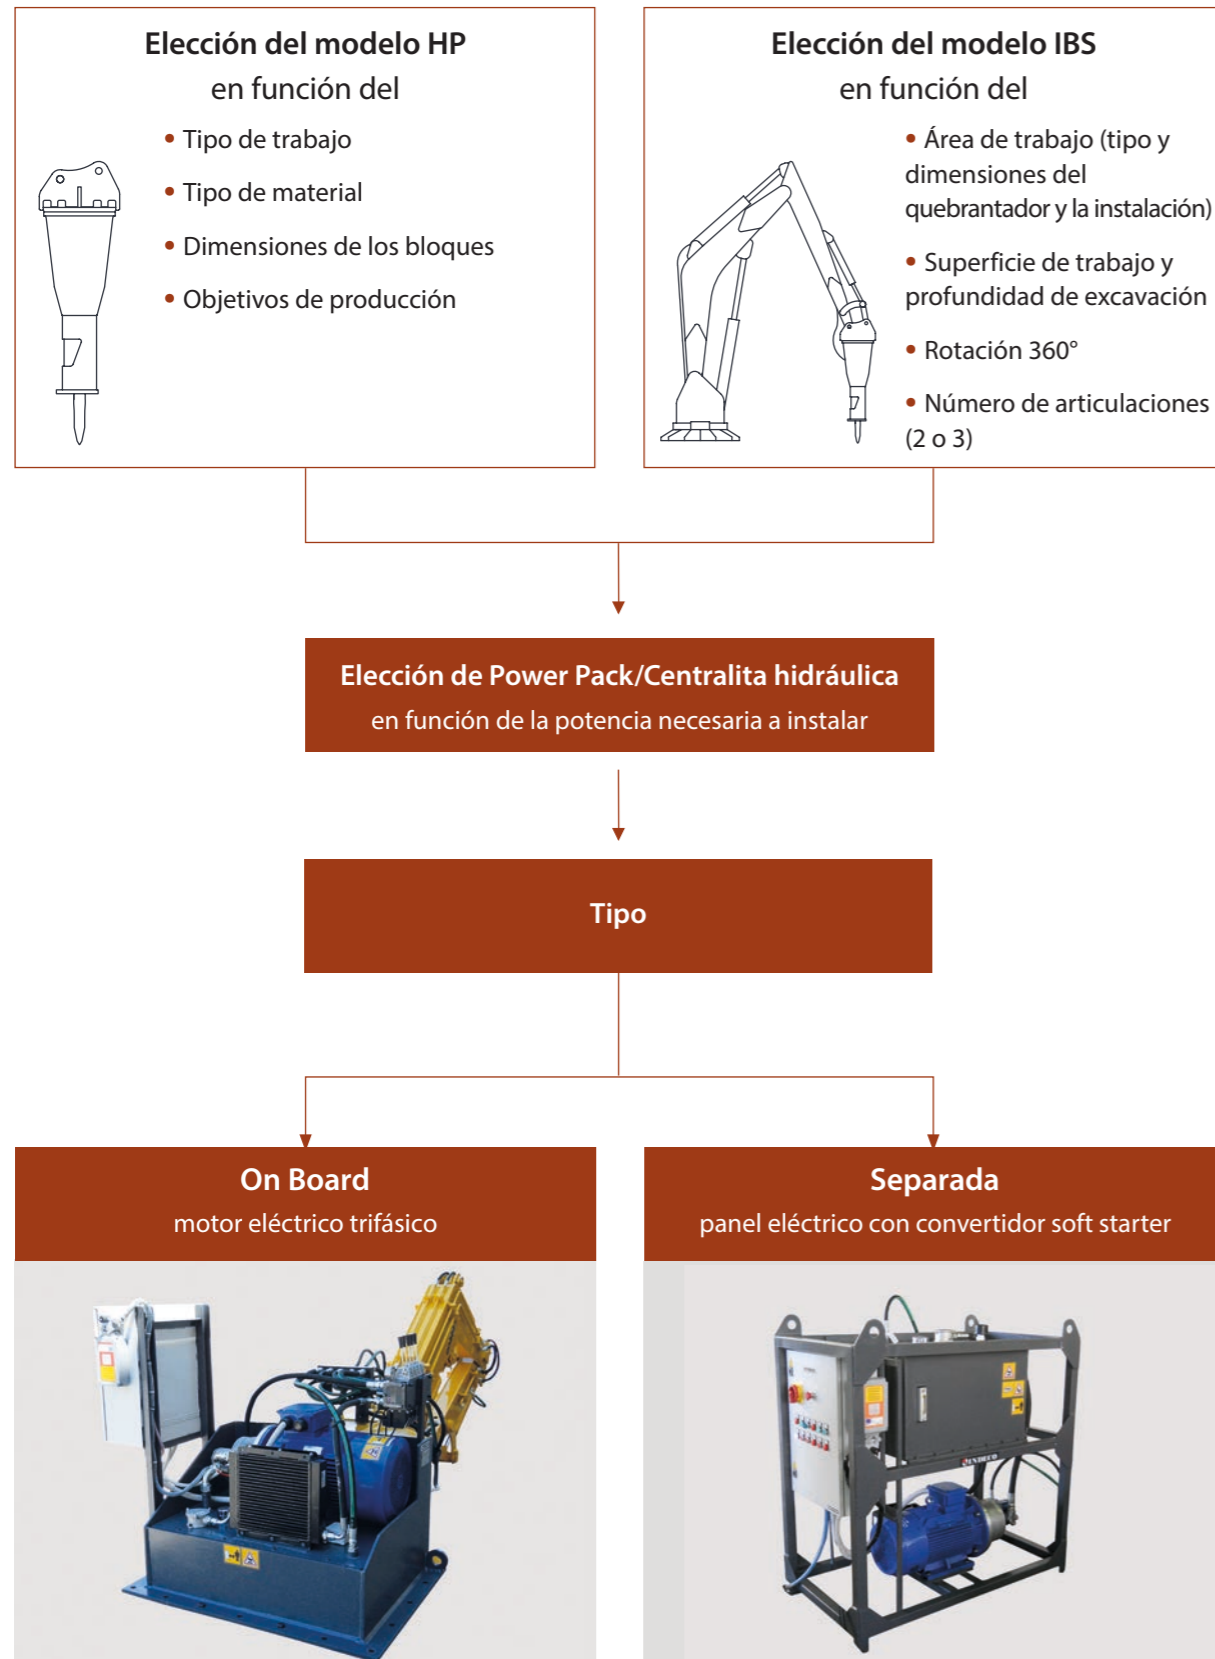 Elección del modelo HP
en función del
• Tipo de trabajo
• Tipo de material
• Dimensiones de los bloques
• Objetivos de producción
Elección del modelo IBS
en función del
• Área de trabajo (tipo y
dimensiones del
quebrantador y la instalación)
• Superficie de trabajo y
profundidad de excavación
• Rotación 360°
• Número de articulaciones
(2 o 3)
Elección de Power Pack/Centralita hidráulica
en función de la potencia necesaria a instalar
Tipo
On Board
motor eléctrico trifásico
Separada
panel eléctrico con convertidor soft starter
INDECO